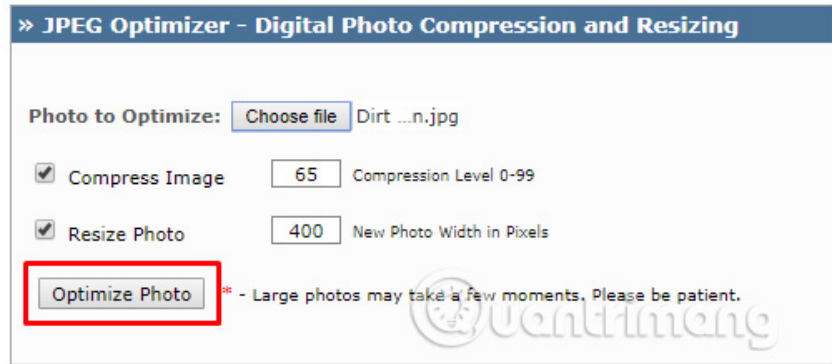 » JPEG Optimizer - Digital Photo Compression and Resizing
Photo to Optimize: Choose file Dirt ...n.jpg
Compress Image 65 Compression Level 0-99
Resize Photo 400 New Photo Width in Pixels
Optimize Photo * - Large photos may take a few moments. Please be patient.
Quantrimang